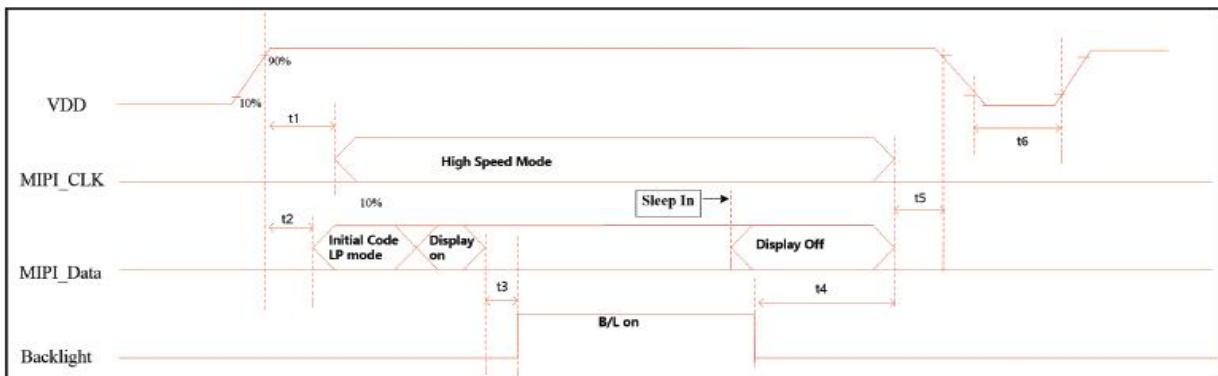 90%
VDD
10%
t1
t6
High Speed Mode
MIPI_CLK
10%
Sleep In
t5
t2
Initial Code
LP mode
Display
on
Display Off
MIPI_Data
t3
t4
B/L on
Backlight